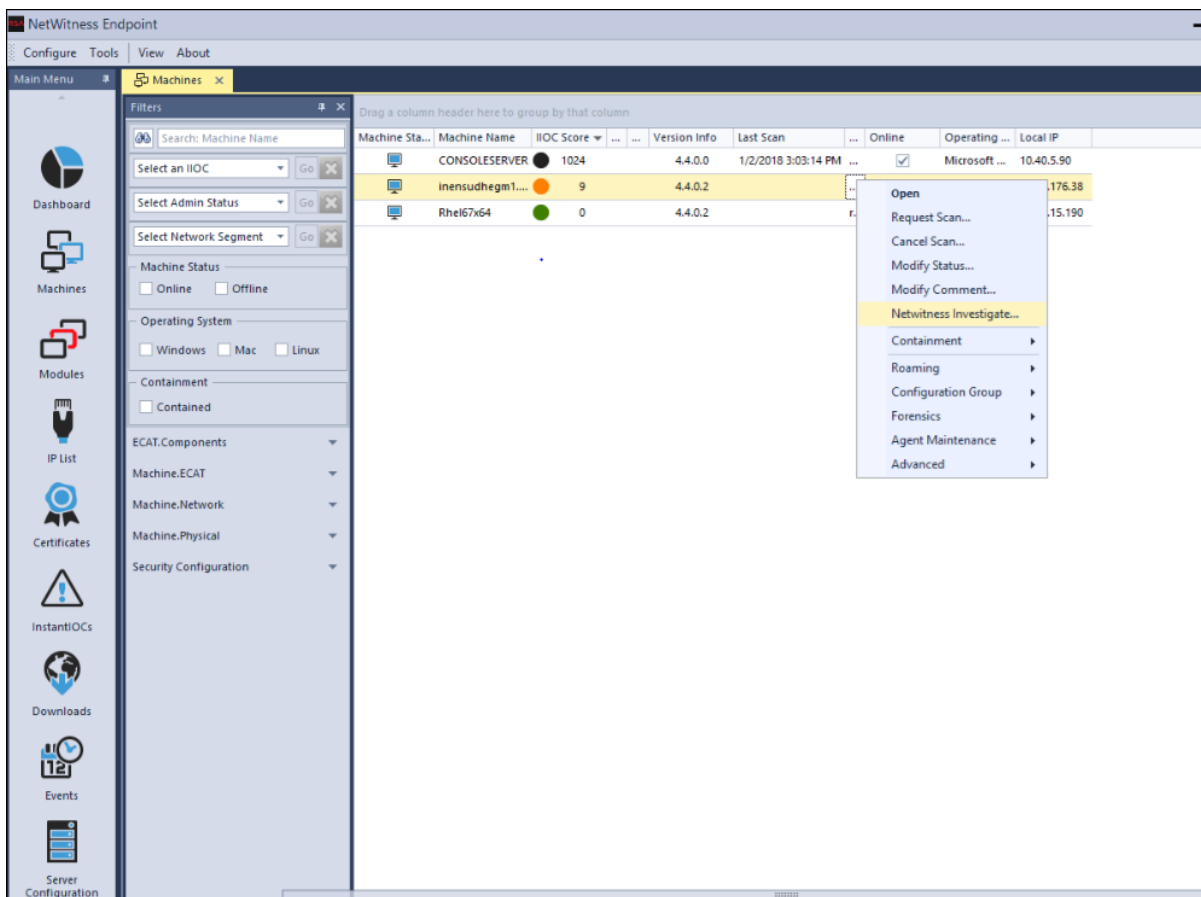 RSA NetWitness Endpoint
Configure Tools View About
Main Menu
Machines
Filters
Drag a column header here to group by that column
Search: Machine Name
Select an IIOC Go
Select Admin Status Go
Select Network Segment Go
Machine Status
Online Offline
Operating System
Windows Mac Linux
Containment
Contained
ECAT.Components
Machine.ECAT
Machine.Network
Machine.Physical
Security Configuration
Dashboard
Machines
Modules
IP List
Certificates
InstantIOCs
Downloads
Events
Server
Configuration
Machine Sta... Machine Name IIOC Score ... ... Version Info Last Scan ... Online Operating ... Local IP
CONSOLESERVER 1024 4.4.0.0 1/2/2018 3:03:14 PM ... Microsoft ... 10.40.5.90
inensudhegm1.... 9 4.4.0.2 ... .176.38
Rhel67x64 0 4.4.0.2 r. .15.190
Open
Request Scan...
Cancel Scan...
Modify Status...
Modify Comment...
Netwitness Investigate...
Containment
Roaming
Configuration Group
Forensics
Agent Maintenance
Advanced